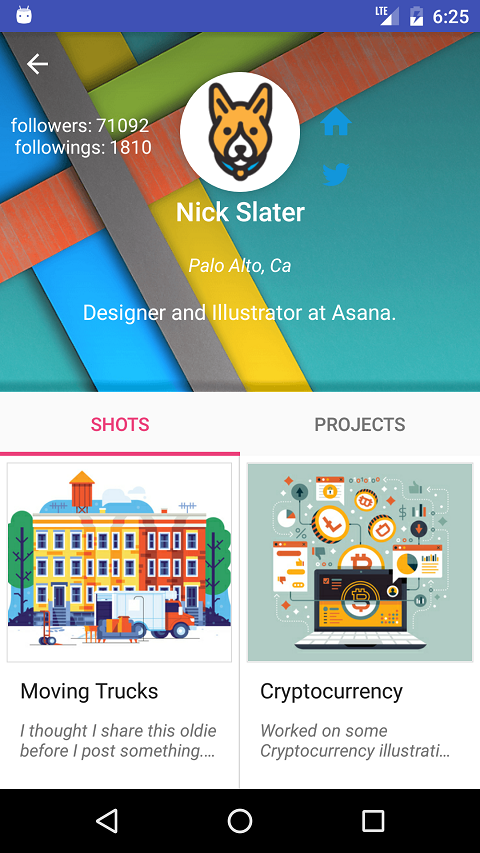 LTE
6:25
followers: 71092
followings: 1810
Nick Slater
Palo Alto, Ca
Designer and Illustrator at Asana.
SHOTS
PROJECTS
Moving Trucks
I thought I share this oldie
before I post something....
Cryptocurrency
Worked on some
Cryptocurrency illustrati...